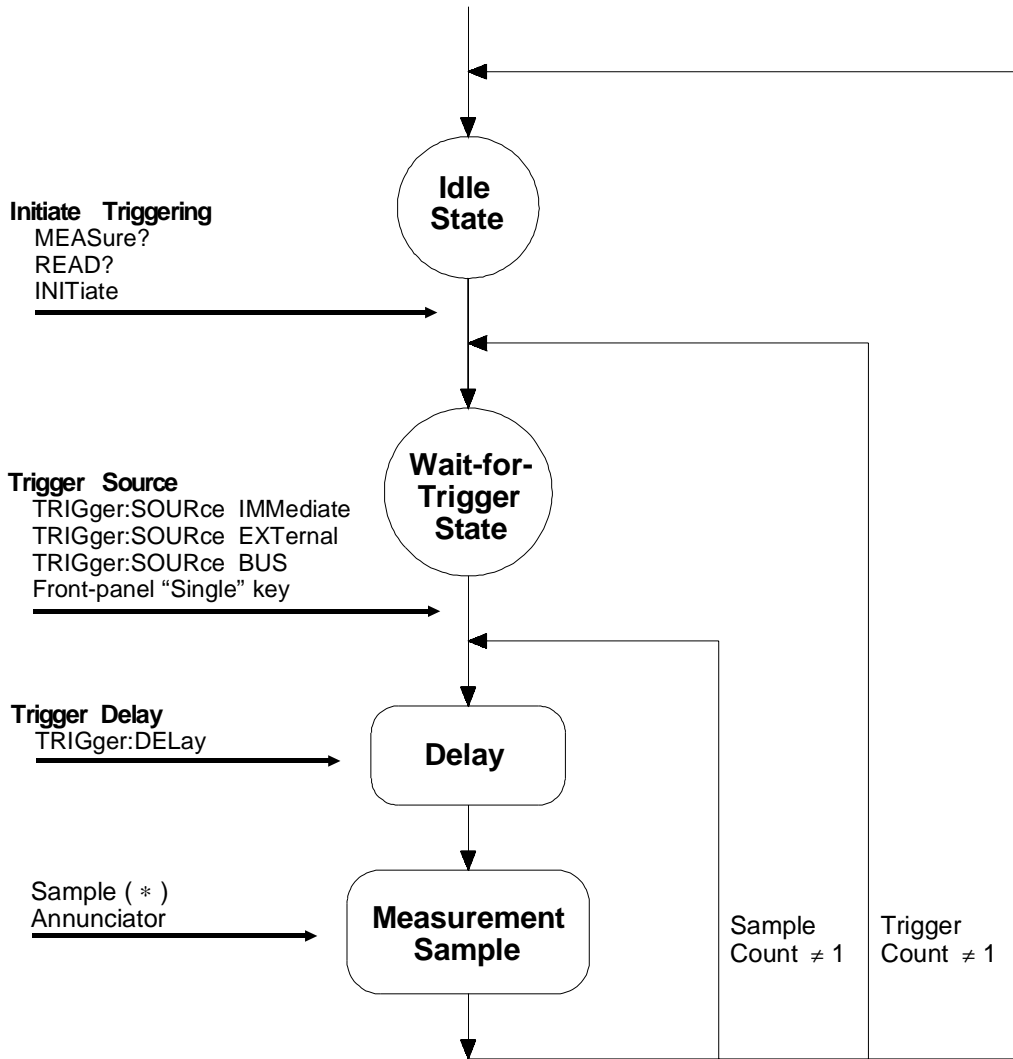 Idle
State
Initiate Triggering
MEASure?
READ?
INITiate
Wait-for-
Trigger
State
Trigger Source
TRIGger:SOURce IMMediate
TRIGger:SOURce EXTernal
TRIGger:SOURce BUS
Front-panel “Single” key
Trigger Delay
TRIGger:DELay
Delay
Sample ( * )
Annunciator
Measurement
Sample
Sample
Count ≠ 1
Trigger
Count ≠ 1